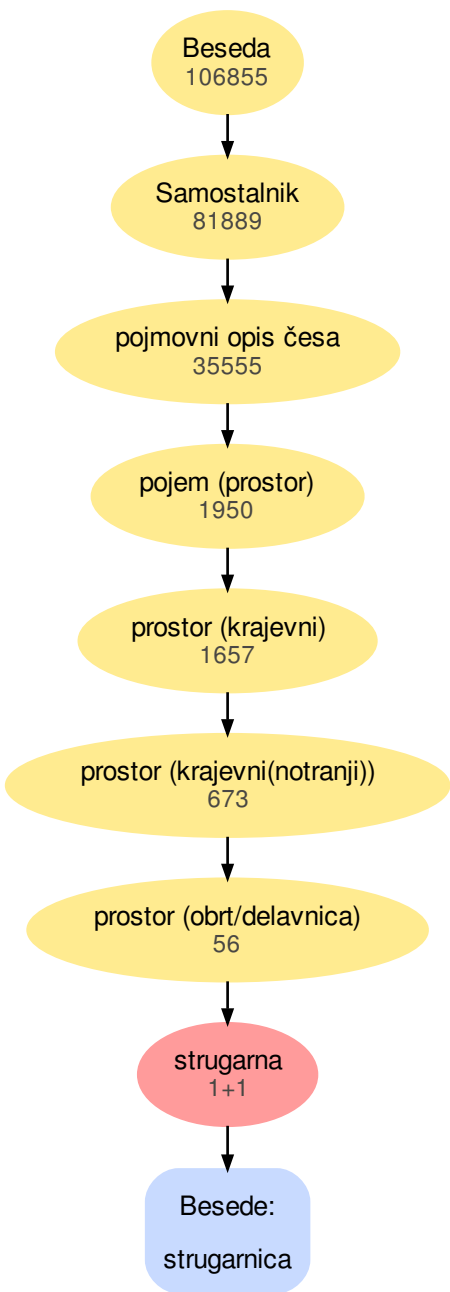 Beseda
106855
Samostalnik
81889
pojmovni opis česa
35555
pojem (prostor)
1950
prostor (krajevni)
1657
prostor (krajevni(notranji))
673
prostor (obrt/delavnica)
56
strugarna
1+1
Besede:
strugarnica